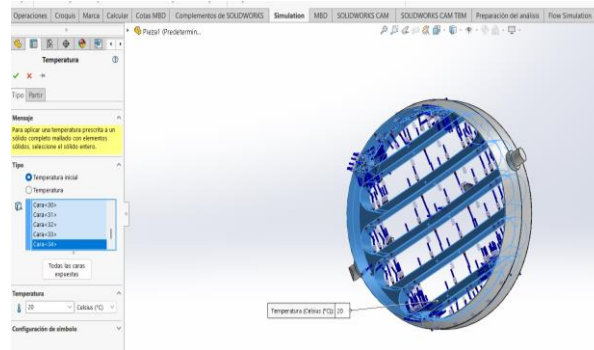 Operaciones Croquis Marca Calcular Cotas MBD Complementos de SOLIDWORKS Simulation MBD SOLIDWORKS CAM SOLIDWORKS CAM TBM Preparación del análisis Flow Simulation
Pieza1 (Predetermin...
Temperatura
Tipo Partir
Mensaje
Para aplicar una temperatura prescrita a un
sólido completo mallado con elementos
sólidos, seleccione el sólido entero.
Tipo
Temperatura inicial
Temperatura
Cara<30>
Cara<31>
Cara<32>
Cara<33>
Cara<34>
Todas las caras
expuestas
Temperatura
20 Celsius (°C)
Temperatura (Celsius (°C)): 20
Configuración de símbolo